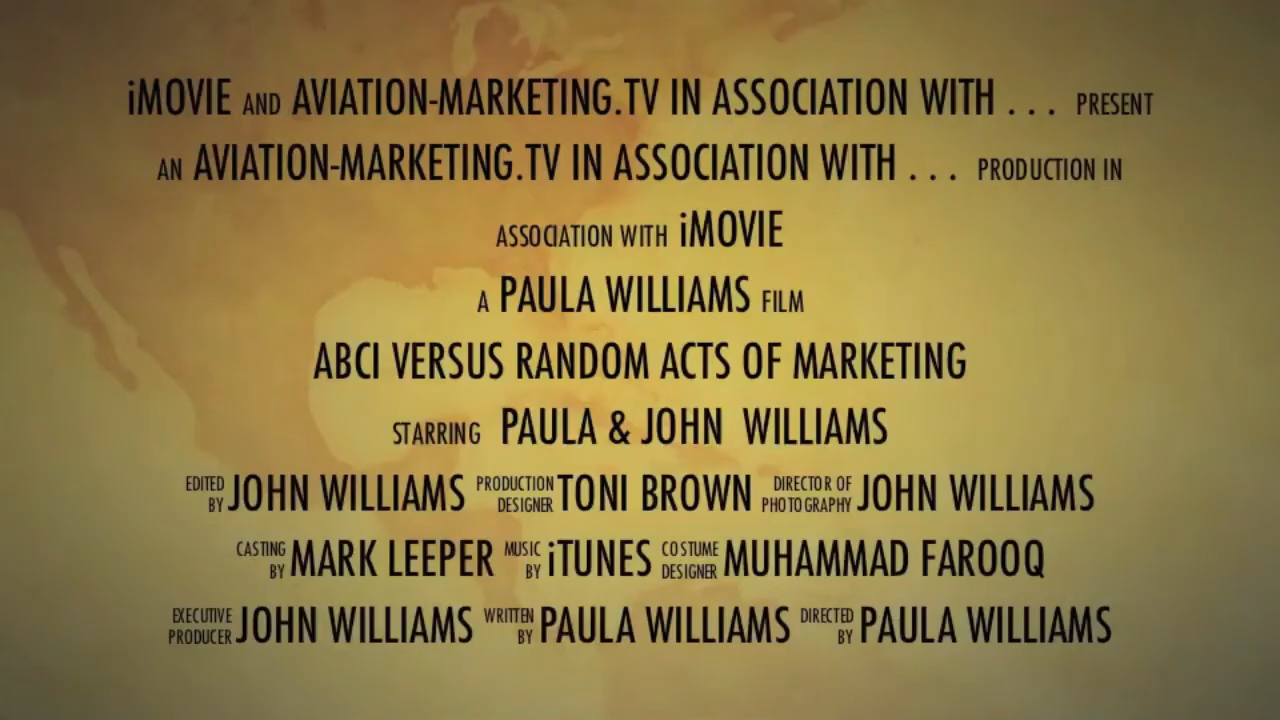 iMOVIE AND AVIATION-MARKETING.TV IN ASSOCIATION WITH . . . PRESENT
AN AVIATION-MARKETING.TV IN ASSOCIATION WITH . . . PRODUCTION IN
ASSOCIATION WITH iMOVIE
A PAULA WILLIAMS FILM
ABCI VERSUS RANDOM ACTS OF MARKETING
STARRING PAULA & JOHN WILLIAMS
EDITED BY JOHN WILLIAMS PRODUCTION DESIGNER TONI BROWN DIRECTOR OF PHOTOGRAPHY JOHN WILLIAMS
CASTING BY MARK LEEPER MUSIC BY iTUNES COSTUME DESIGNER MUHAMMAD FAROOQ
EXECUTIVE PRODUCER JOHN WILLIAMS WRITTEN BY PAULA WILLIAMS DIRECTED BY PAULA WILLIAMS